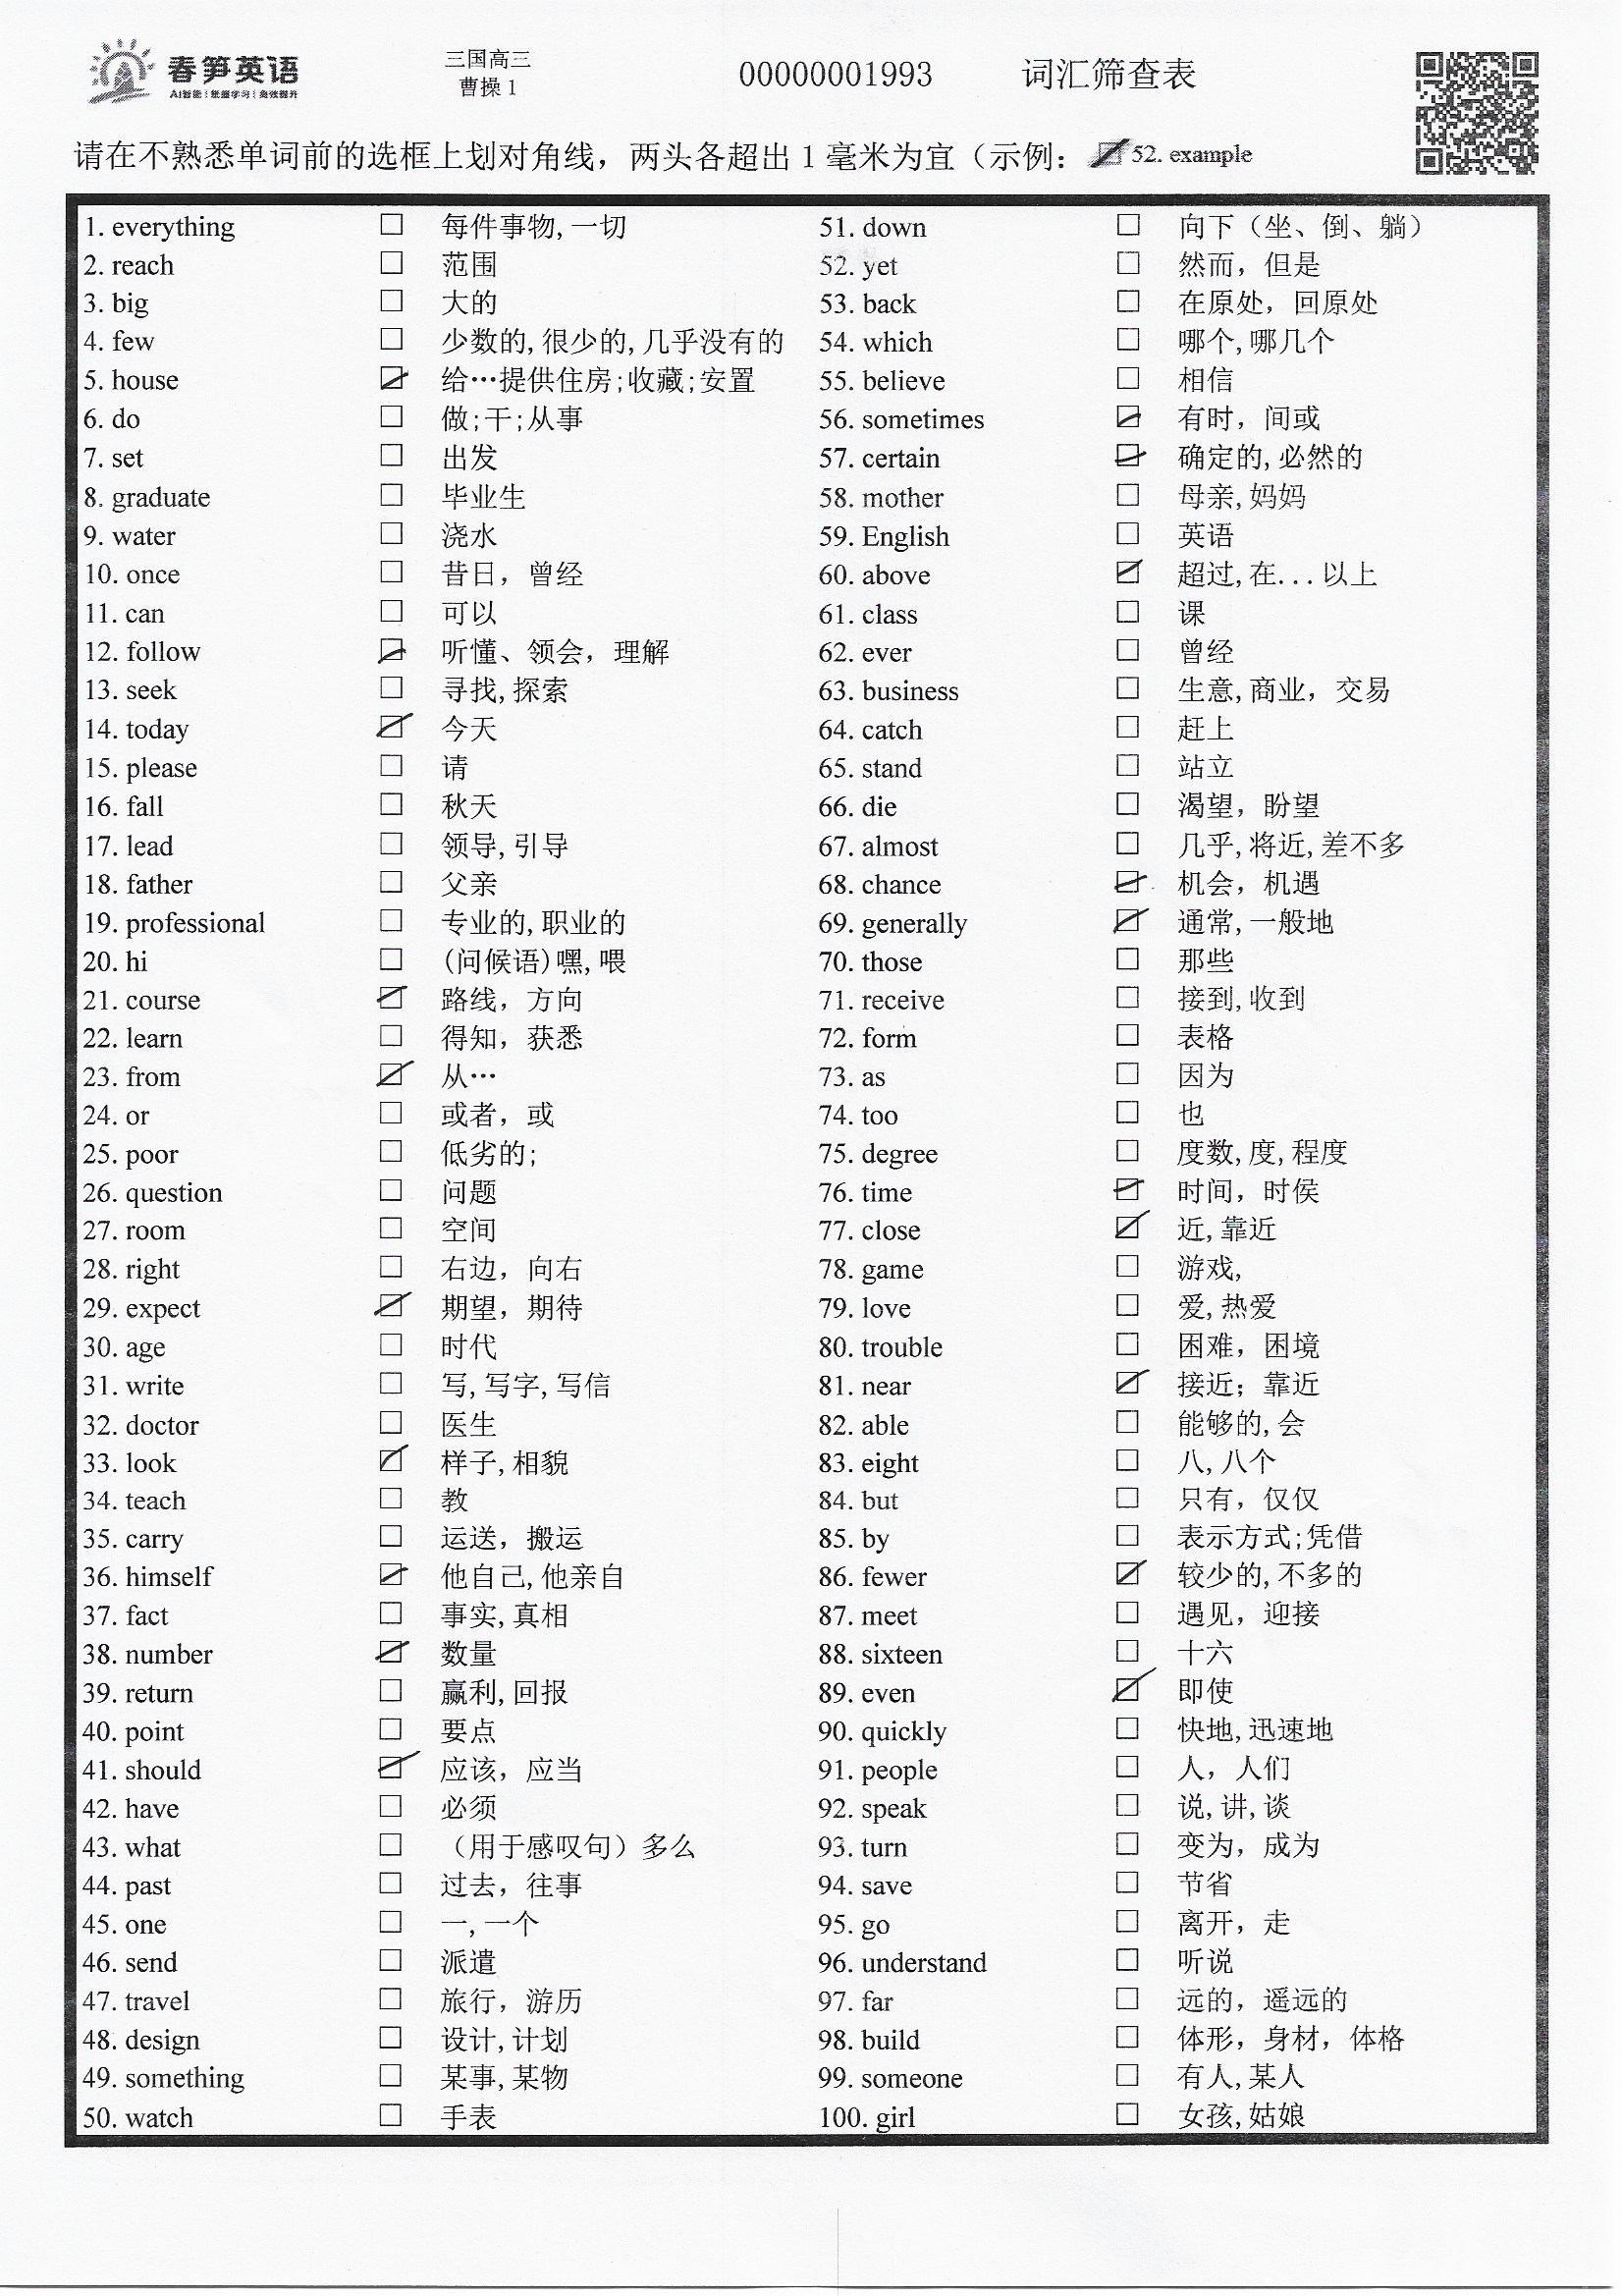 春笋英语
AI智能 | 数据学习 | 高效提升
三国高三
曹操 1
00000001993
词汇筛查表
请在不熟悉单词前的选框上划对角线，两头各超出 1 毫米为宜（示例： ☑ 52. example
1. everything □ 每件事物,一切
2. reach □ 范围
3. big □ 大的
4. few □ 少数的,很少的,几乎没有的
5. house ☑ 给…提供住房;收藏;安置
6. do □ 做;干;从事
7. set □ 出发
8. graduate □ 毕业生
9. water □ 浇水
10. once □ 昔日，曾经
11. can □ 可以
12. follow ☑ 听懂、领会，理解
13. seek □ 寻找,探索
14. today ☑ 今天
15. please □ 请
16. fall □ 秋天
17. lead □ 领导,引导
18. father □ 父亲
19. professional □ 专业的,职业的
20. hi □ (问候语)嘿,喂
21. course ☑ 路线，方向
22. learn □ 得知，获悉
23. from ☑ 从…
24. or □ 或者，或
25. poor □ 低劣的;
26. question □ 问题
27. room □ 空间
28. right □ 右边，向右
29. expect ☑ 期望，期待
30. age □ 时代
31. write □ 写,写字,写信
32. doctor □ 医生
33. look ☑ 样子,相貌
34. teach □ 教
35. carry □ 运送，搬运
36. himself ☑ 他自己,他亲自
37. fact □ 事实,真相
38. number ☑ 数量
39. return □ 赢利,回报
40. point □ 要点
41. should ☑ 应该，应当
42. have □ 必须
43. what □ （用于感叹句）多么
44. past □ 过去，往事
45. one □ 一,一个
46. send □ 派遣
47. travel □ 旅行，游历
48. design □ 设计,计划
49. something □ 某事,某物
50. watch □ 手表
51. down □ 向下（坐、倒、躺）
52. yet □ 然而，但是
53. back □ 在原处，回原处
54. which □ 哪个,哪几个
55. believe □ 相信
56. sometimes ☑ 有时，间或
57. certain ☑ 确定的,必然的
58. mother □ 母亲,妈妈
59. English □ 英语
60. above ☑ 超过,在...以上
61. class □ 课
62. ever □ 曾经
63. business □ 生意,商业，交易
64. catch □ 赶上
65. stand □ 站立
66. die □ 渴望，盼望
67. almost □ 几乎,将近,差不多
68. chance ☑ 机会，机遇
69. generally ☑ 通常,一般地
70. those □ 那些
71. receive □ 接到,收到
72. form □ 表格
73. as □ 因为
74. too □ 也
75. degree □ 度数,度,程度
76. time ☑ 时间，时侯
77. close ☑ 近,靠近
78. game □ 游戏,
79. love □ 爱,热爱
80. trouble □ 困难，困境
81. near ☑ 接近；靠近
82. able □ 能够的,会
83. eight □ 八,八个
84. but □ 只有，仅仅
85. by □ 表示方式;凭借
86. fewer ☑ 较少的,不多的
87. meet □ 遇见，迎接
88. sixteen □ 十六
89. even ☑ 即使
90. quickly □ 快地,迅速地
91. people □ 人，人们
92. speak □ 说,讲,谈
93. turn □ 变为，成为
94. save □ 节省
95. go □ 离开，走
96. understand □ 听说
97. far □ 远的，遥远的
98. build □ 体形，身材，体格
99. someone □ 有人,某人
100. girl □ 女孩,姑娘